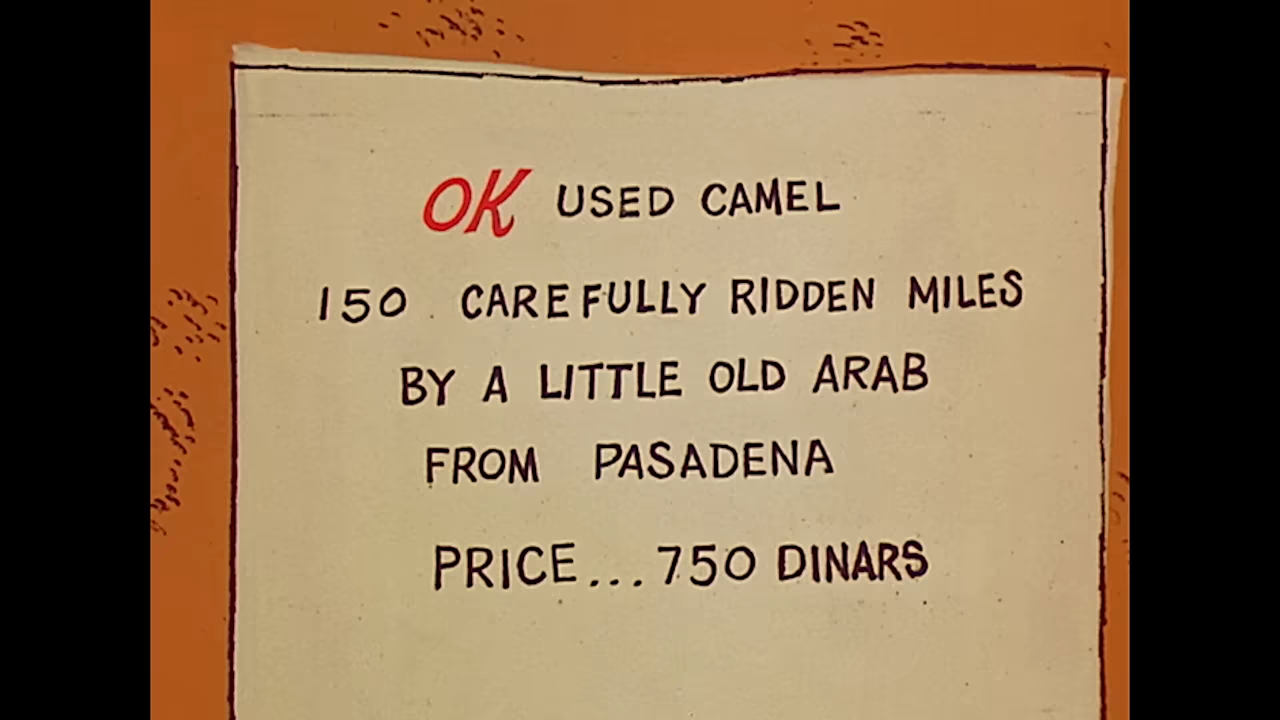 OK USED CAMEL
150 CAREFULLY RIDDEN MILES
BY A LITTLE OLD ARAB
FROM PASADENA
PRICE...750 DINARS